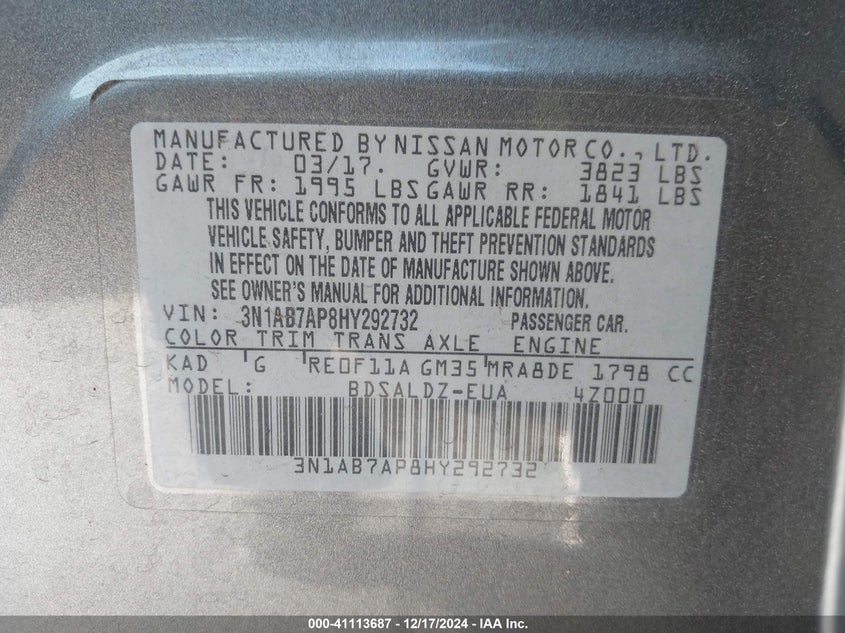 MANUFACTURED BY NISSAN MOTOR CO., LTD.
DATE: 03/17. GVWR: 3823 LBS
GAWR FR: 1995 LBS GAWR RR: 1841 LBS
THIS VEHICLE CONFORMS TO ALL APPLICABLE FEDERAL MOTOR
VEHICLE SAFETY, BUMPER AND THEFT PREVENTION STANDARDS
IN EFFECT ON THE DATE OF MANUFACTURE SHOWN ABOVE.
SEE OWNER'S MANUAL FOR ADDITIONAL INFORMATION.
VIN: 3N1AB7AP8HY292732 PASSENGER CAR.
COLOR TRIM TRANS AXLE ENGINE
KAD G RE0F11A GM35 MRA8DE 1798 CC
MODEL: BDSALDZ-EUA 4Z000
3N1AB7AP8HY292732
000-41113687 - 12/17/2024 - IAA Inc.